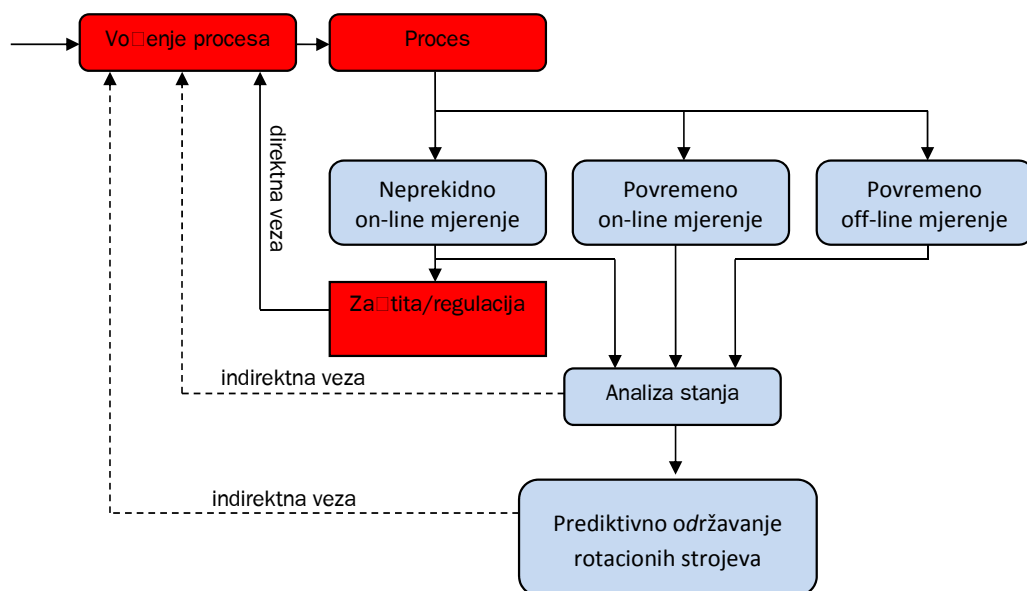 Vo□enje procesa
Proces
direktna veza
Neprekidno
on-line mjerenje
Povremeno
on-line mjerenje
Povremeno
off-line mjerenje
Za□tita/regulacija
indirektna veza
Analiza stanja
indirektna veza
Prediktivno održavanje
rotacionih strojeva